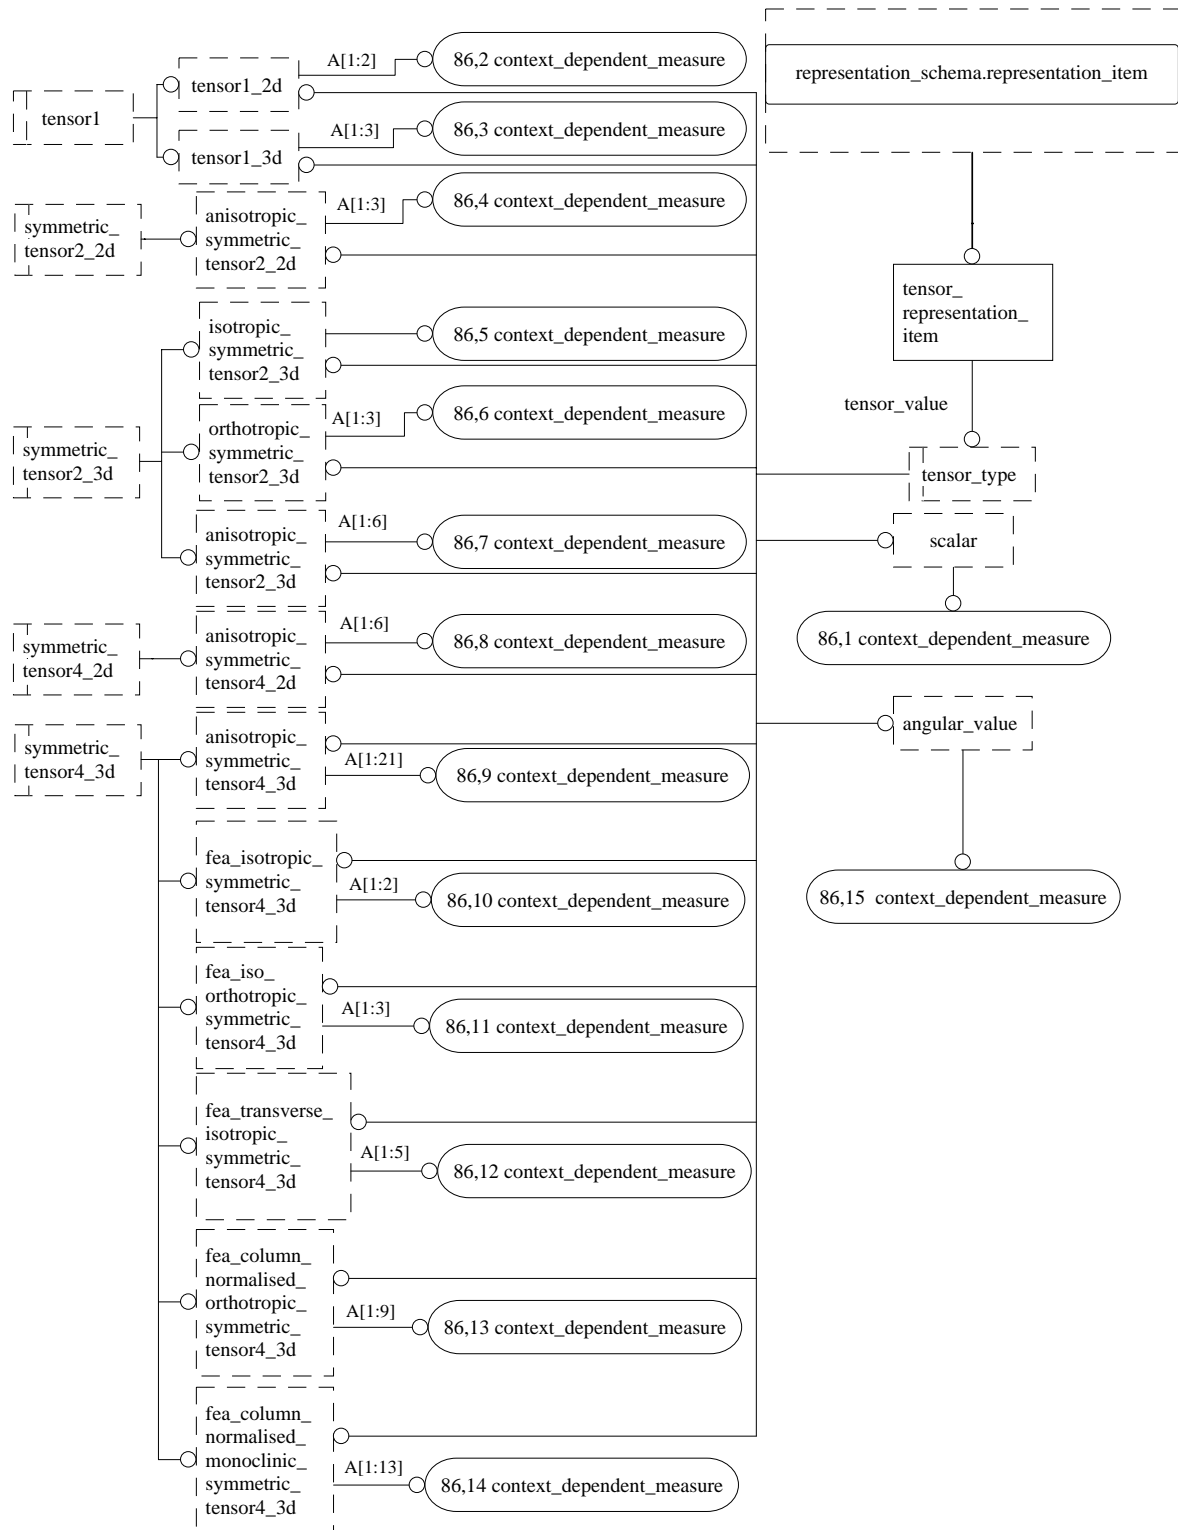 A[1:2]
86,2 context_dependent_measure
representation_schema.representation_item
tensor1_2d
tensor1
A[1:3]
86,3 context_dependent_measure
tensor1_3d
A[1:3]
86,4 context_dependent_measure
symmetric_
tensor2_2d
anisotropic_
symmetric_
tensor2_2d
tensor_
representation_
item
isotropic_
symmetric_
tensor2_3d
86,5 context_dependent_measure
tensor_value
A[1:3]
86,6 context_dependent_measure
symmetric_
tensor2_3d
orthotropic_
symmetric_
tensor2_3d
tensor_type
A[1:6]
86,7 context_dependent_measure
anisotropic_
symmetric_
tensor2_3d
scalar
86,1 context_dependent_measure
A[1:6]
86,8 context_dependent_measure
symmetric_
tensor4_2d
anisotropic_
symmetric_
tensor4_2d
angular_value
symmetric_
tensor4_3d
anisotropic_
symmetric_
tensor4_3d
A[1:21]
86,9 context_dependent_measure
fea_isotropic_
symmetric_
tensor4_3d
A[1:2]
86,10 context_dependent_measure
86,15 context_dependent_measure
fea_iso_
orthotropic_
symmetric_
tensor4_3d
A[1:3]
86,11 context_dependent_measure
fea_transverse_
isotropic_
symmetric_
tensor4_3d
A[1:5]
86,12 context_dependent_measure
fea_column_
normalised_
orthotropic_
symmetric_
tensor4_3d
A[1:9]
86,13 context_dependent_measure
fea_column_
normalised_
monoclinic_
symmetric_
tensor4_3d
A[1:13]
86,14 context_dependent_measure